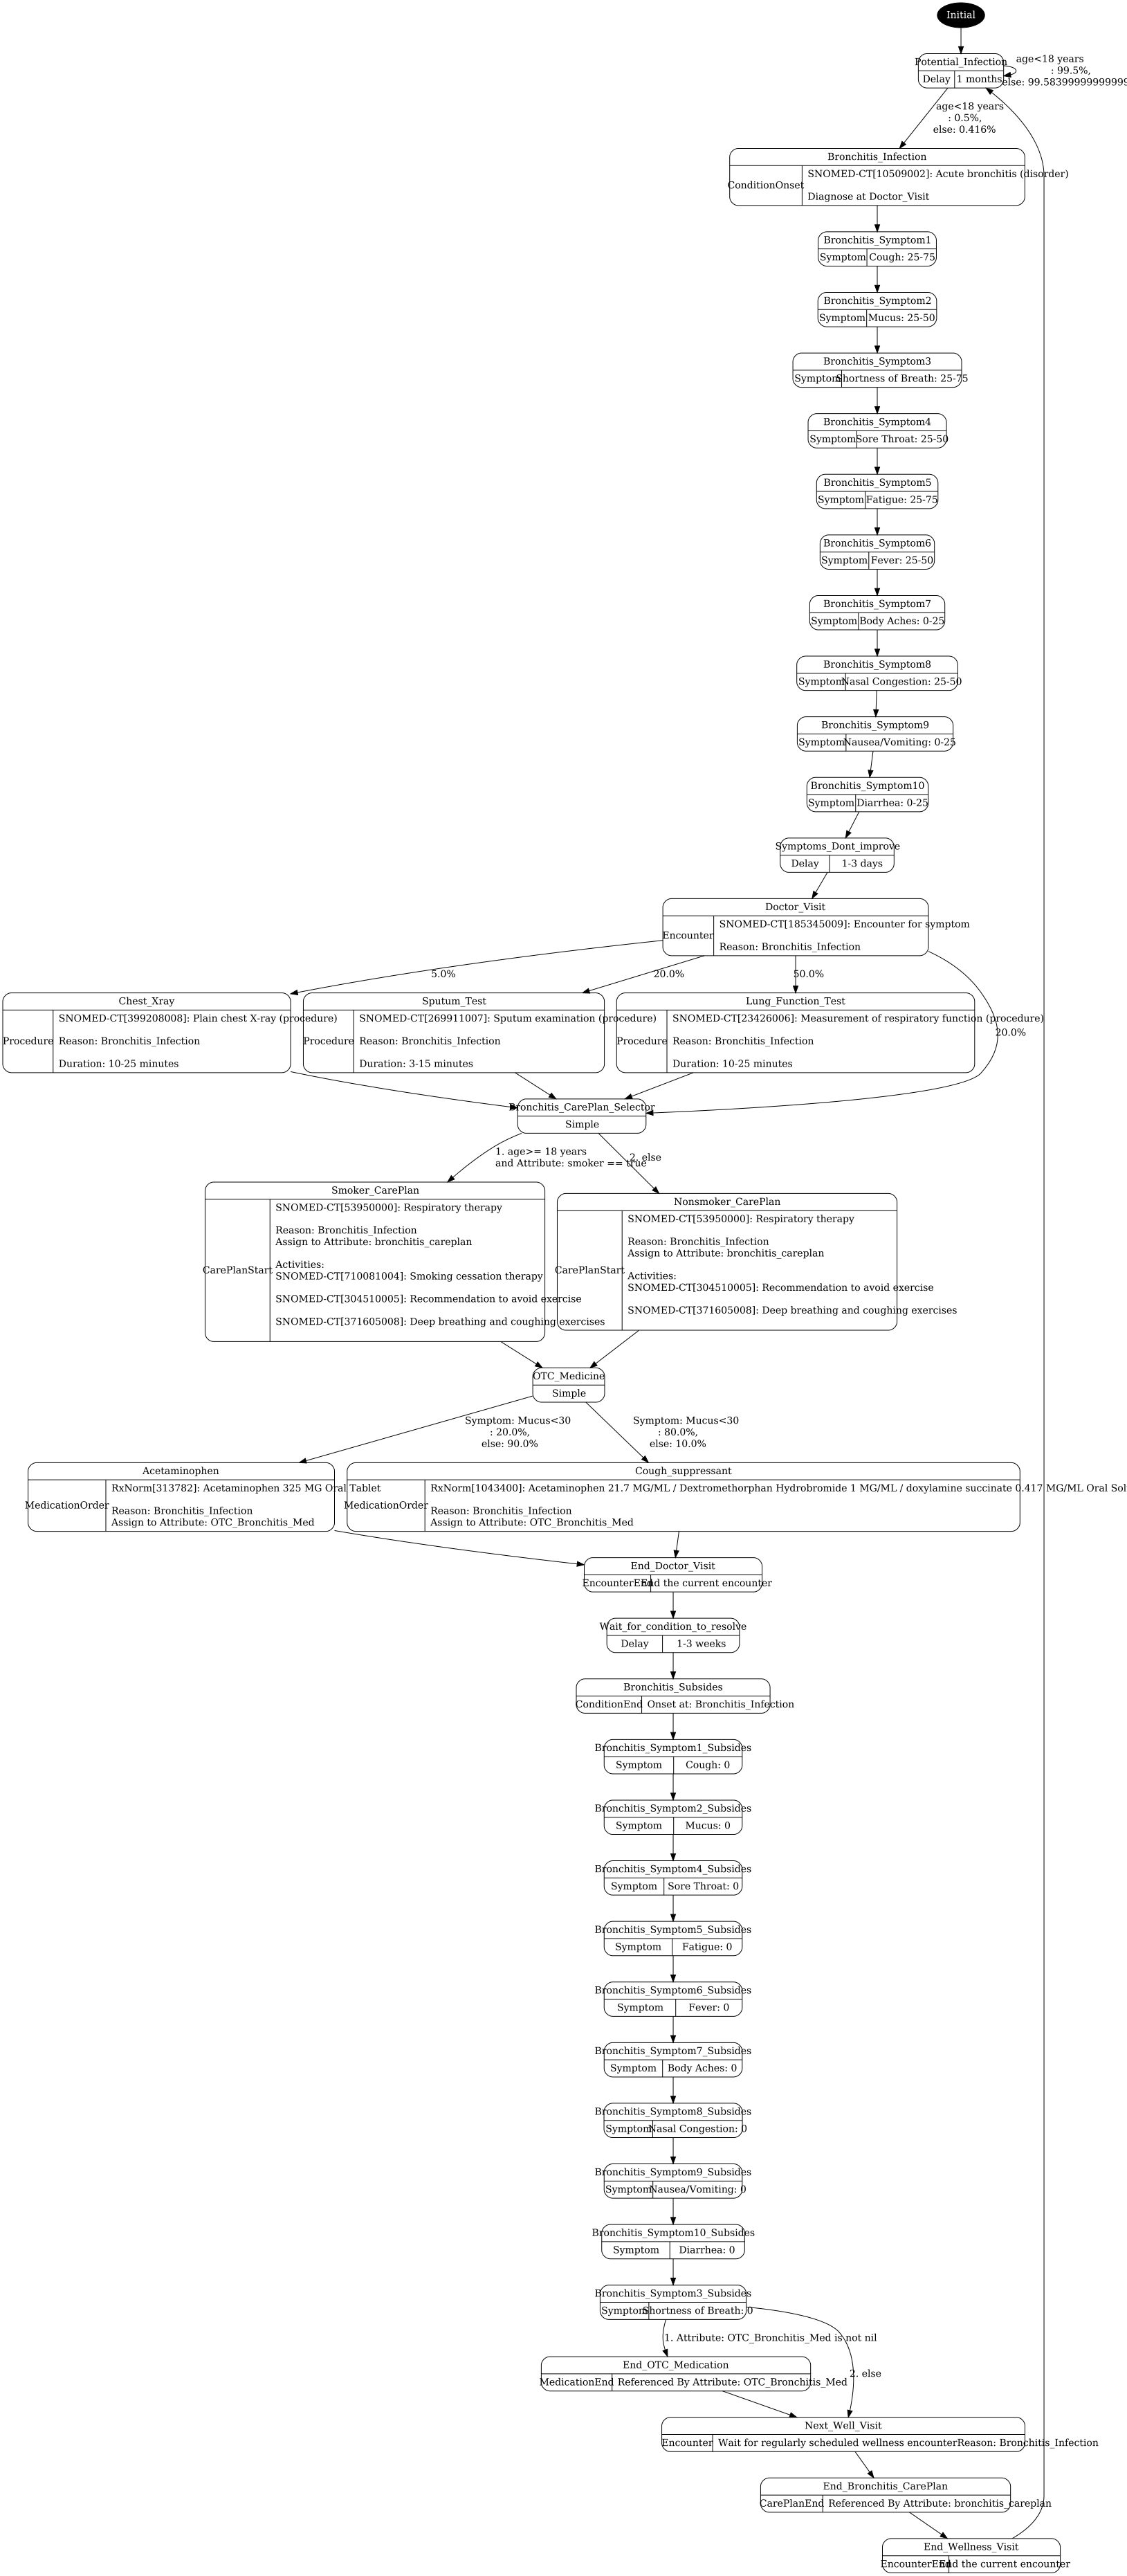 Initial
Potential_Infection
Delay
1 months
age<18 years
: 99.5%,
else: 99.58399999999999
age<18 years
: 0.5%,
else: 0.416%
Bronchitis_Infection
ConditionOnset
SNOMED-CT[10509002]: Acute bronchitis (disorder)
Diagnose at Doctor_Visit
Bronchitis_Symptom1
Symptom
Cough: 25-75
Bronchitis_Symptom2
Symptom
Mucus: 25-50
Bronchitis_Symptom3
Symptom
Shortness of Breath: 25-75
Bronchitis_Symptom4
Symptom
Sore Throat: 25-50
Bronchitis_Symptom5
Symptom
Fatigue: 25-75
Bronchitis_Symptom6
Symptom
Fever: 25-50
Bronchitis_Symptom7
Symptom
Body Aches: 0-25
Bronchitis_Symptom8
Symptom
Nasal Congestion: 25-50
Bronchitis_Symptom9
Symptom
Nausea/Vomiting: 0-25
Bronchitis_Symptom10
Symptom
Diarrhea: 0-25
Symptoms_Dont_improve
Delay
1-3 days
Doctor_Visit
Encounter
SNOMED-CT[185345009]: Encounter for symptom
Reason: Bronchitis_Infection
5.0%
20.0%
50.0%
20.0%
Chest_Xray
Procedure
SNOMED-CT[399208008]: Plain chest X-ray (procedure)
Reason: Bronchitis_Infection
Duration: 10-25 minutes
Sputum_Test
Procedure
SNOMED-CT[269911007]: Sputum examination (procedure)
Reason: Bronchitis_Infection
Duration: 3-15 minutes
Lung_Function_Test
Procedure
SNOMED-CT[23426006]: Measurement of respiratory function (procedure)
Reason: Bronchitis_Infection
Duration: 10-25 minutes
Bronchitis_CarePlan_Selector
Simple
1. age>= 18 years
and Attribute: smoker == true
2. else
Smoker_CarePlan
CarePlanStart
SNOMED-CT[53950000]: Respiratory therapy
Reason: Bronchitis_Infection
Assign to Attribute: bronchitis_careplan
Activities:
SNOMED-CT[710081004]: Smoking cessation therapy
SNOMED-CT[304510005]: Recommendation to avoid exercise
SNOMED-CT[371605008]: Deep breathing and coughing exercises
Nonsmoker_CarePlan
CarePlanStart
SNOMED-CT[53950000]: Respiratory therapy
Reason: Bronchitis_Infection
Assign to Attribute: bronchitis_careplan
Activities:
SNOMED-CT[304510005]: Recommendation to avoid exercise
SNOMED-CT[371605008]: Deep breathing and coughing exercises
OTC_Medicine
Simple
Symptom: Mucus<30
: 20.0%,
else: 90.0%
Symptom: Mucus<30
: 80.0%,
else: 10.0%
Acetaminophen
MedicationOrder
RxNorm[313782]: Acetaminophen 325 MG Oral Tablet
Reason: Bronchitis_Infection
Assign to Attribute: OTC_Bronchitis_Med
Cough_suppressant
MedicationOrder
RxNorm[1043400]: Acetaminophen 21.7 MG/ML / Dextromethorphan Hydrobromide 1 MG/ML / doxylamine succinate 0.417 MG/ML Oral Sol
Reason: Bronchitis_Infection
Assign to Attribute: OTC_Bronchitis_Med
End_Doctor_Visit
EncounterEnd
End the current encounter
Wait_for_condition_to_resolve
Delay
1-3 weeks
Bronchitis_Subsides
ConditionEnd
Onset at: Bronchitis_Infection
Bronchitis_Symptom1_Subsides
Symptom
Cough: 0
Bronchitis_Symptom2_Subsides
Symptom
Mucus: 0
Bronchitis_Symptom4_Subsides
Symptom
Sore Throat: 0
Bronchitis_Symptom5_Subsides
Symptom
Fatigue: 0
Bronchitis_Symptom6_Subsides
Symptom
Fever: 0
Bronchitis_Symptom7_Subsides
Symptom
Body Aches: 0
Bronchitis_Symptom8_Subsides
Symptom
Nasal Congestion: 0
Bronchitis_Symptom9_Subsides
Symptom
Nausea/Vomiting: 0
Bronchitis_Symptom10_Subsides
Symptom
Diarrhea: 0
Bronchitis_Symptom3_Subsides
Symptom
Shortness of Breath: 0
1. Attribute: OTC_Bronchitis_Med is not nil
2. else
End_OTC_Medication
MedicationEnd
Referenced By Attribute: OTC_Bronchitis_Med
Next_Well_Visit
Encounter
Wait for regularly scheduled wellness encounterReason: Bronchitis_Infection
End_Bronchitis_CarePlan
CarePlanEnd
Referenced By Attribute: bronchitis_careplan
End_Wellness_Visit
EncounterEnd
End the current encounter